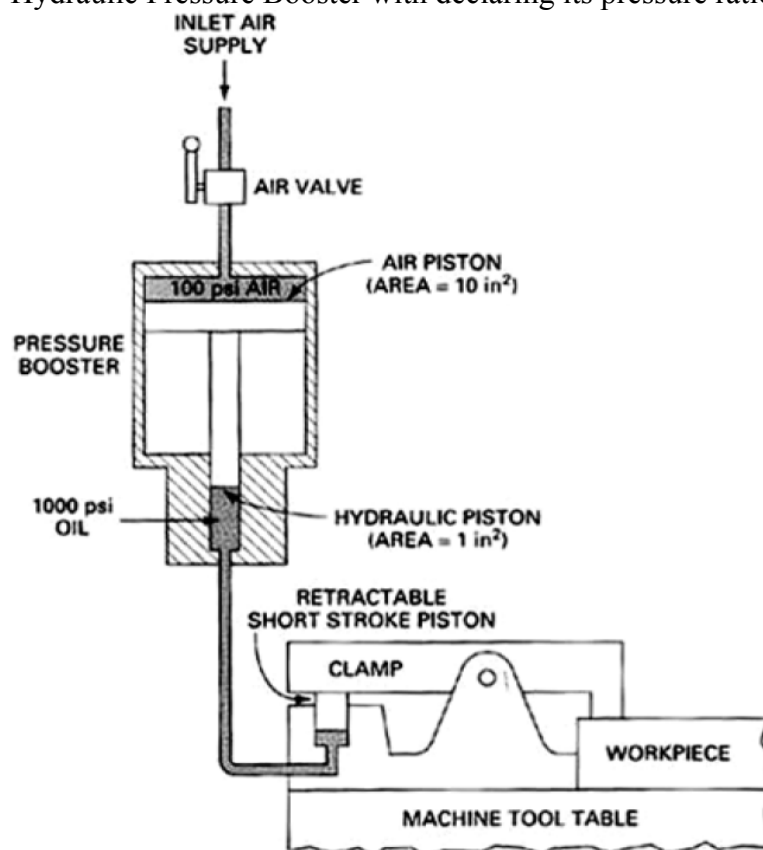 Hydraulic Pressure Booster with declaring its pressure ratio
INLET AIR
SUPPLY
AIR VALVE
AIR PISTON
(AREA = 10 in²)
100 psi AIR
PRESSURE
BOOSTER
1000 psi
OIL
HYDRAULIC PISTON
(AREA = 1 in²)
RETRACTABLE
SHORT STROKE PISTON
CLAMP
WORKPIECE
MACHINE TOOL TABLE